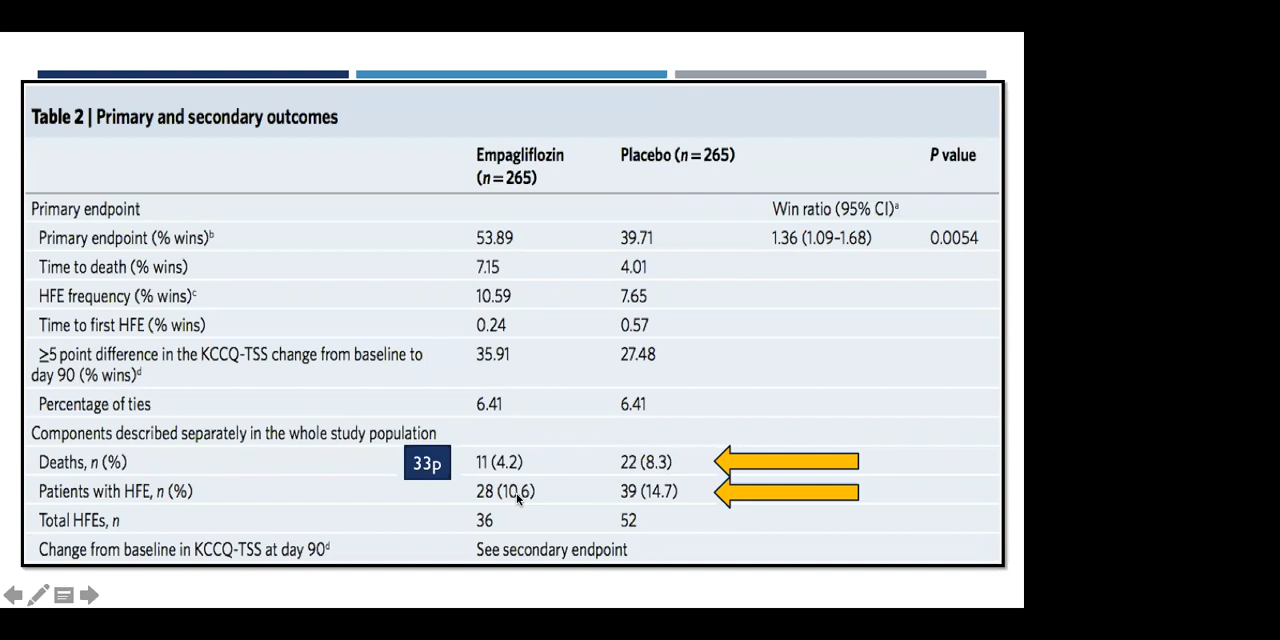 Table 2 | Primary and secondary outcomes
Empagliflozin (n=265) Placebo (n=265) P value
Primary endpoint Win ratio (95% CI)ᵃ
Primary endpoint (% wins)ᵇ 53.89 39.71 1.36 (1.09–1.68) 0.0054
Time to death (% wins) 7.15 4.01
HFE frequency (% wins)ᶜ 10.59 7.65
Time to first HFE (% wins) 0.24 0.57
≥5 point difference in the KCCQ-TSS change from baseline to 35.91 27.48
day 90 (% wins)ᵈ
Percentage of ties 6.41 6.41
Components described separately in the whole study population
Deaths, n (%) 33p 11 (4.2) 22 (8.3)
Patients with HFE, n (%) 28 (10.6) 39 (14.7)
Total HFEs, n 36 52
Change from baseline in KCCQ-TSS at day 90ᵈ See secondary endpoint